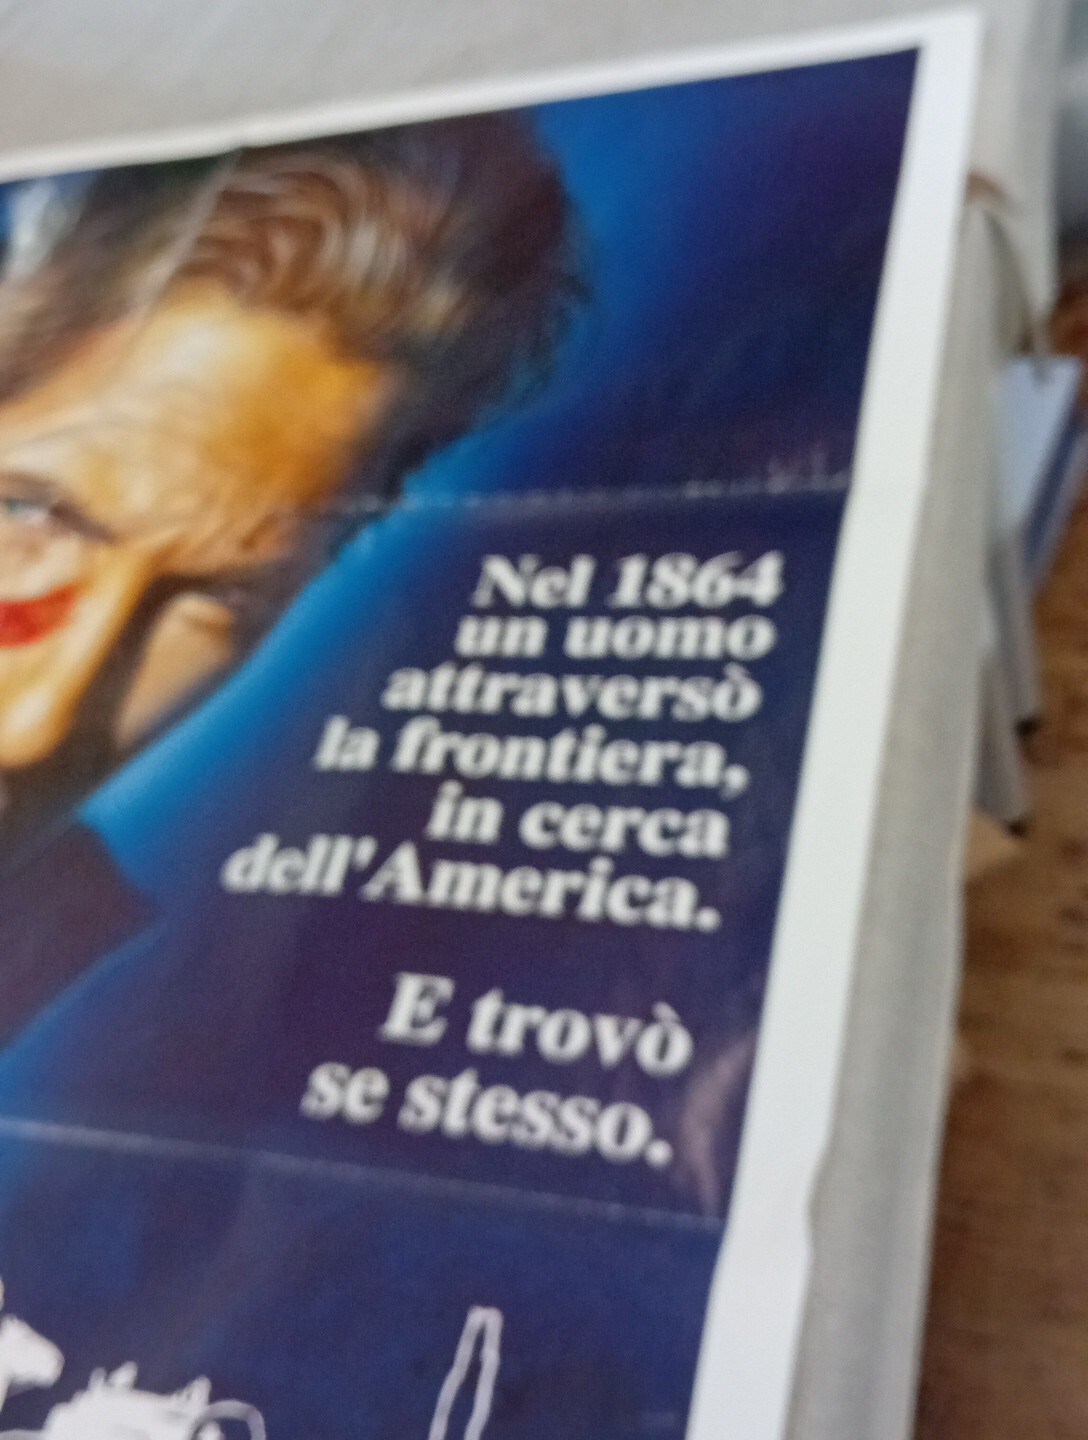 Nel 1864
un uomo
attraversò
la frontiera,
in cerca
dell'America.
E trovò
se stesso.